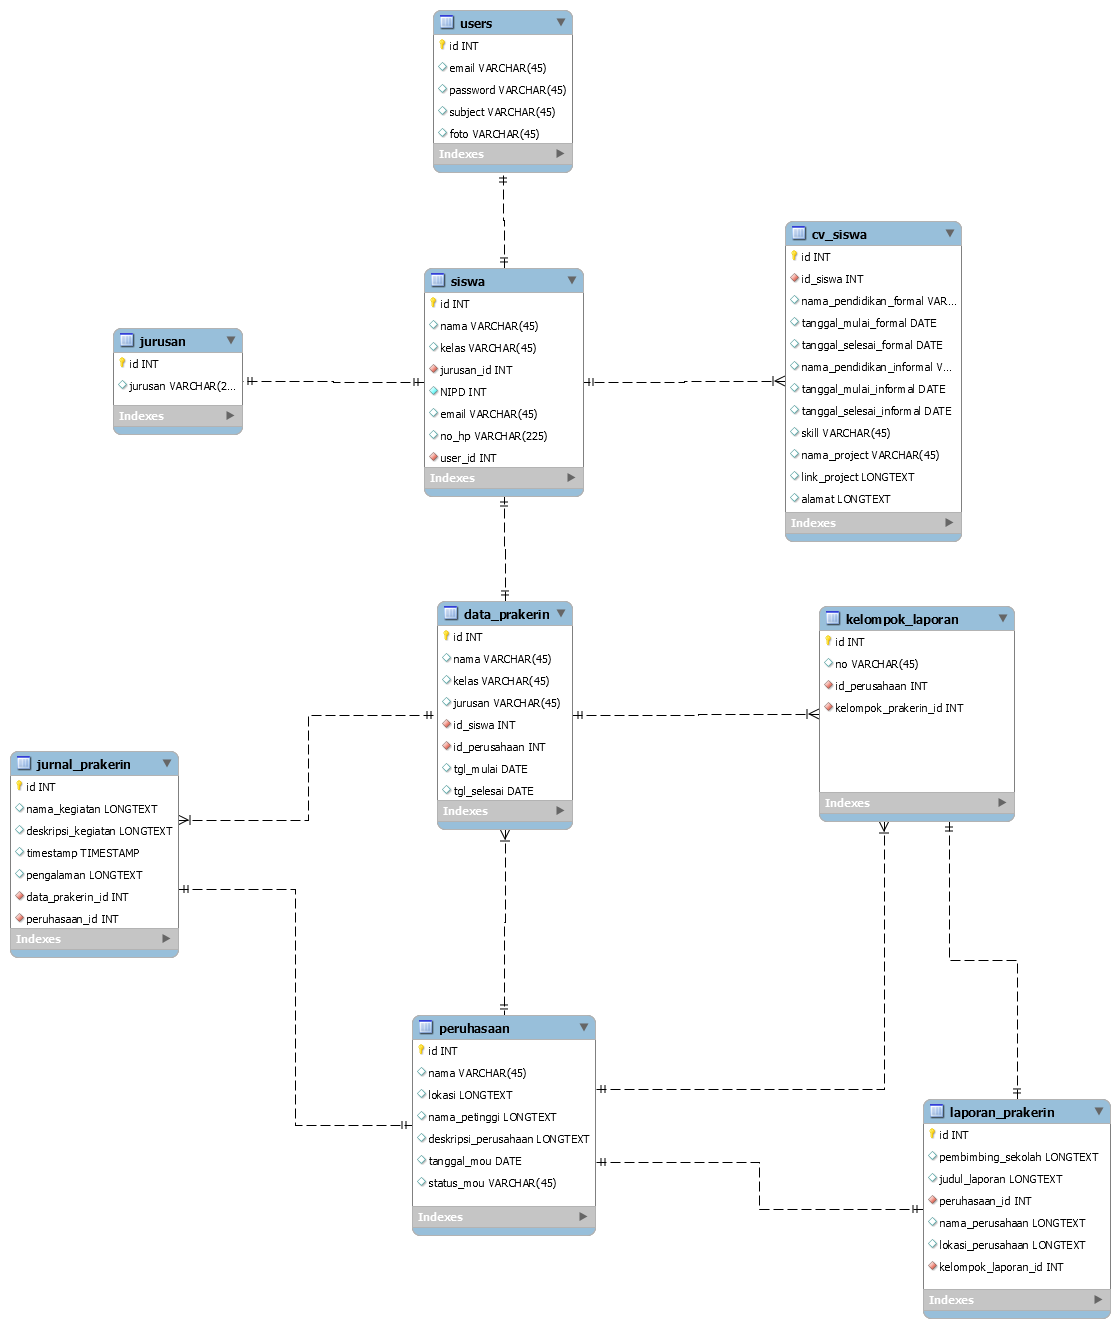 users
id INT
email VARCHAR(45)
password VARCHAR(45)
subject VARCHAR(45)
foto VARCHAR(45)
Indexes
cv_siswa
id INT
id_siswa INT
nama_pendidikan_formal VAR...
tanggal_mulai_formal DATE
tanggal_selesai_formal DATE
nama_pendidikan_informal V...
tanggal_mulai_informal DATE
tanggal_selesai_informal DATE
skill VARCHAR(45)
nama_project VARCHAR(45)
link_project LONGTEXT
alamat LONGTEXT
Indexes
siswa
id INT
nama VARCHAR(45)
kelas VARCHAR(45)
jurusan_id INT
NIPD INT
email VARCHAR(45)
no_hp VARCHAR(225)
user_id INT
Indexes
jurusan
id INT
jurusan VARCHAR(2...
Indexes
data_prakerin
id INT
nama VARCHAR(45)
kelas VARCHAR(45)
jurusan VARCHAR(45)
id_siswa INT
id_perusahaan INT
tgl_mulai DATE
tgl_selesai DATE
Indexes
kelompok_laporan
id INT
no VARCHAR(45)
id_perusahaan INT
kelompok_prakerin_id INT
Indexes
jurnal_prakerin
id INT
nama_kegiatan LONGTEXT
deskripsi_kegiatan LONGTEXT
timestamp TIMESTAMP
pengalaman LONGTEXT
data_prakerin_id INT
peruhasaan_id INT
Indexes
peruhasaan
id INT
nama VARCHAR(45)
lokasi LONGTEXT
nama_petinggi LONGTEXT
deskripsi_perusahaan LONGTEXT
tanggal_mou DATE
status_mou VARCHAR(45)
Indexes
laporan_prakerin
id INT
pembimbing_sekolah LONGTEXT
judul_laporan LONGTEXT
peruhasaan_id INT
nama_perusahaan LONGTEXT
lokasi_perusahaan LONGTEXT
kelompok_laporan_id INT
Indexes